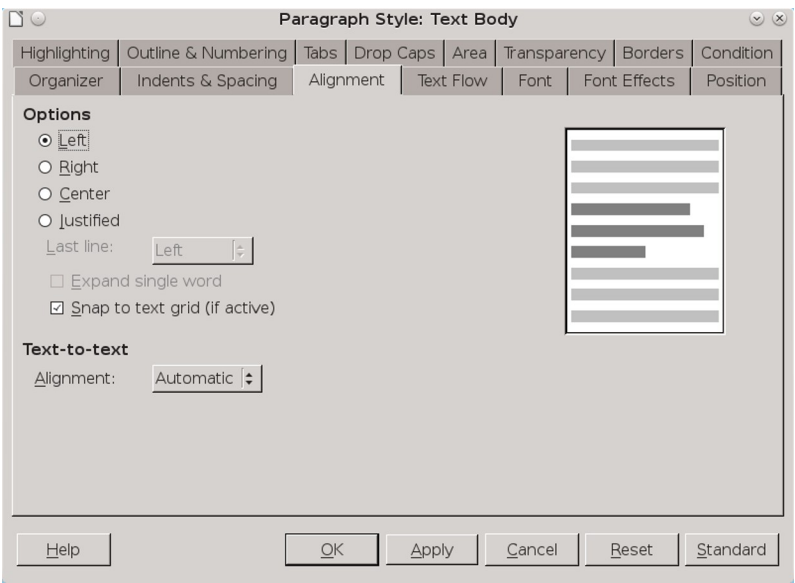 Paragraph Style: Text Body
Highlighting Outline & Numbering Tabs Drop Caps Area Transparency Borders Condition
Organizer Indents & Spacing Alignment Text Flow Font Font Effects Position
Options
Left
Right
Center
Justified
Last line: Left
Expand single word
Snap to text grid (if active)
Text-to-text
Alignment: Automatic
Help OK Apply Cancel Reset Standard